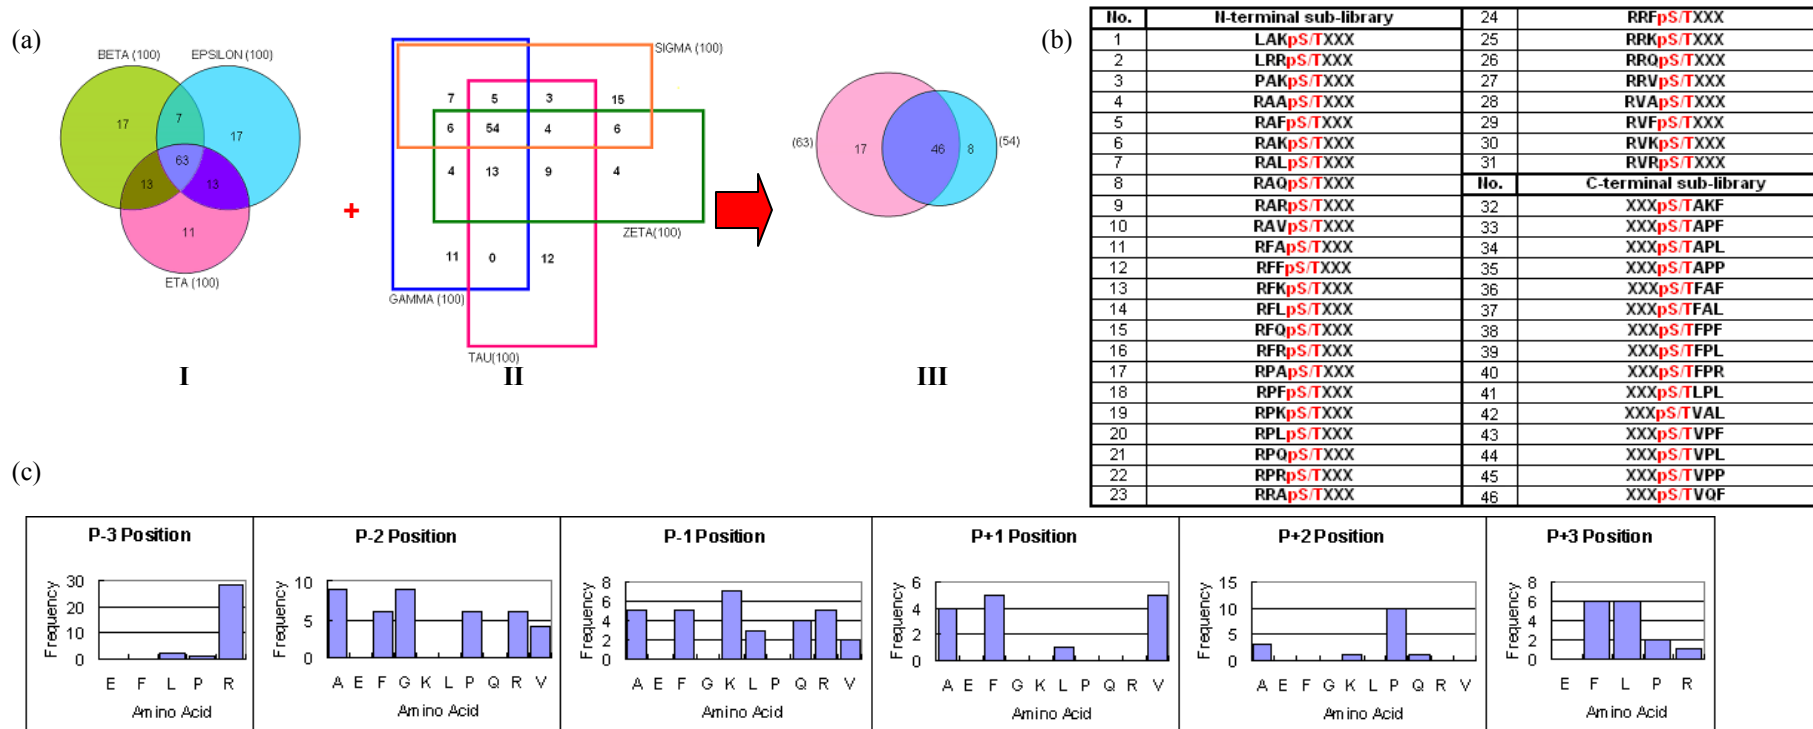 (a)
BETA (100)
EPSILON (100)
17
7
17
63
13
13
11
ETA (100)
I
+
SIGMA (100)
7 5 3 15
6 54 4 6
4 13 9 4
ZETA(100)
11 0 12
GAMMA (100)
TAU(100)
II
(63)
17
46
8
(54)
III
(b)
No. N-terminal sub-library
1 LAKpS/TXXX
2 LRRpS/TXXX
3 PAKpS/TXXX
4 RAApS/TXXX
5 RAFpS/TXXX
6 RAKpS/TXXX
7 RALpS/TXXX
8 RAQpS/TXXX
9 RARpS/TXXX
10 RAVpS/TXXX
11 RFApS/TXXX
12 RFFpS/TXXX
13 RFKpS/TXXX
14 RFLpS/TXXX
15 RFQpS/TXXX
16 RFRpS/TXXX
17 RPApS/TXXX
18 RPFpS/TXXX
19 RPKpS/TXXX
20 RPLpS/TXXX
21 RPQpS/TXXX
22 RPRpS/TXXX
23 RRApS/TXXX
24 RRFpS/TXXX
25 RRKpS/TXXX
26 RRQpS/TXXX
27 RRVpS/TXXX
28 RVApS/TXXX
29 RVFpS/TXXX
30 RVKpS/TXXX
31 RVRpS/TXXX
No. C-terminal sub-library
32 XXXpS/TAKF
33 XXXpS/TAPF
34 XXXpS/TAPL
35 XXXpS/TAPP
36 XXXpS/TFAF
37 XXXpS/TFAL
38 XXXpS/TFPF
39 XXXpS/TFPL
40 XXXpS/TFPR
41 XXXpS/TLPL
42 XXXpS/TVAL
43 XXXpS/TVPF
44 XXXpS/TVPL
45 XXXpS/TVPP
46 XXXpS/TVQF
(c)
P-3 Position
Frequency
30
20
10
0
E F L P R
Amino Acid
P-2 Position
Frequency
10
5
0
A E F G K L P Q R V
Amino Acid
P-1 Position
Frequency
8
6
4
2
0
A E F G K L P Q R V
Amino Acid
P+1 Position
Frequency
6
4
2
0
A E F G K L P Q R V
Amino Acid
P+2 Position
Frequency
15
10
5
0
A E F G K L P Q R V
Amino Acid
P+3 Position
Frequency
8
6
4
2
0
E F L P R
Amino Acid